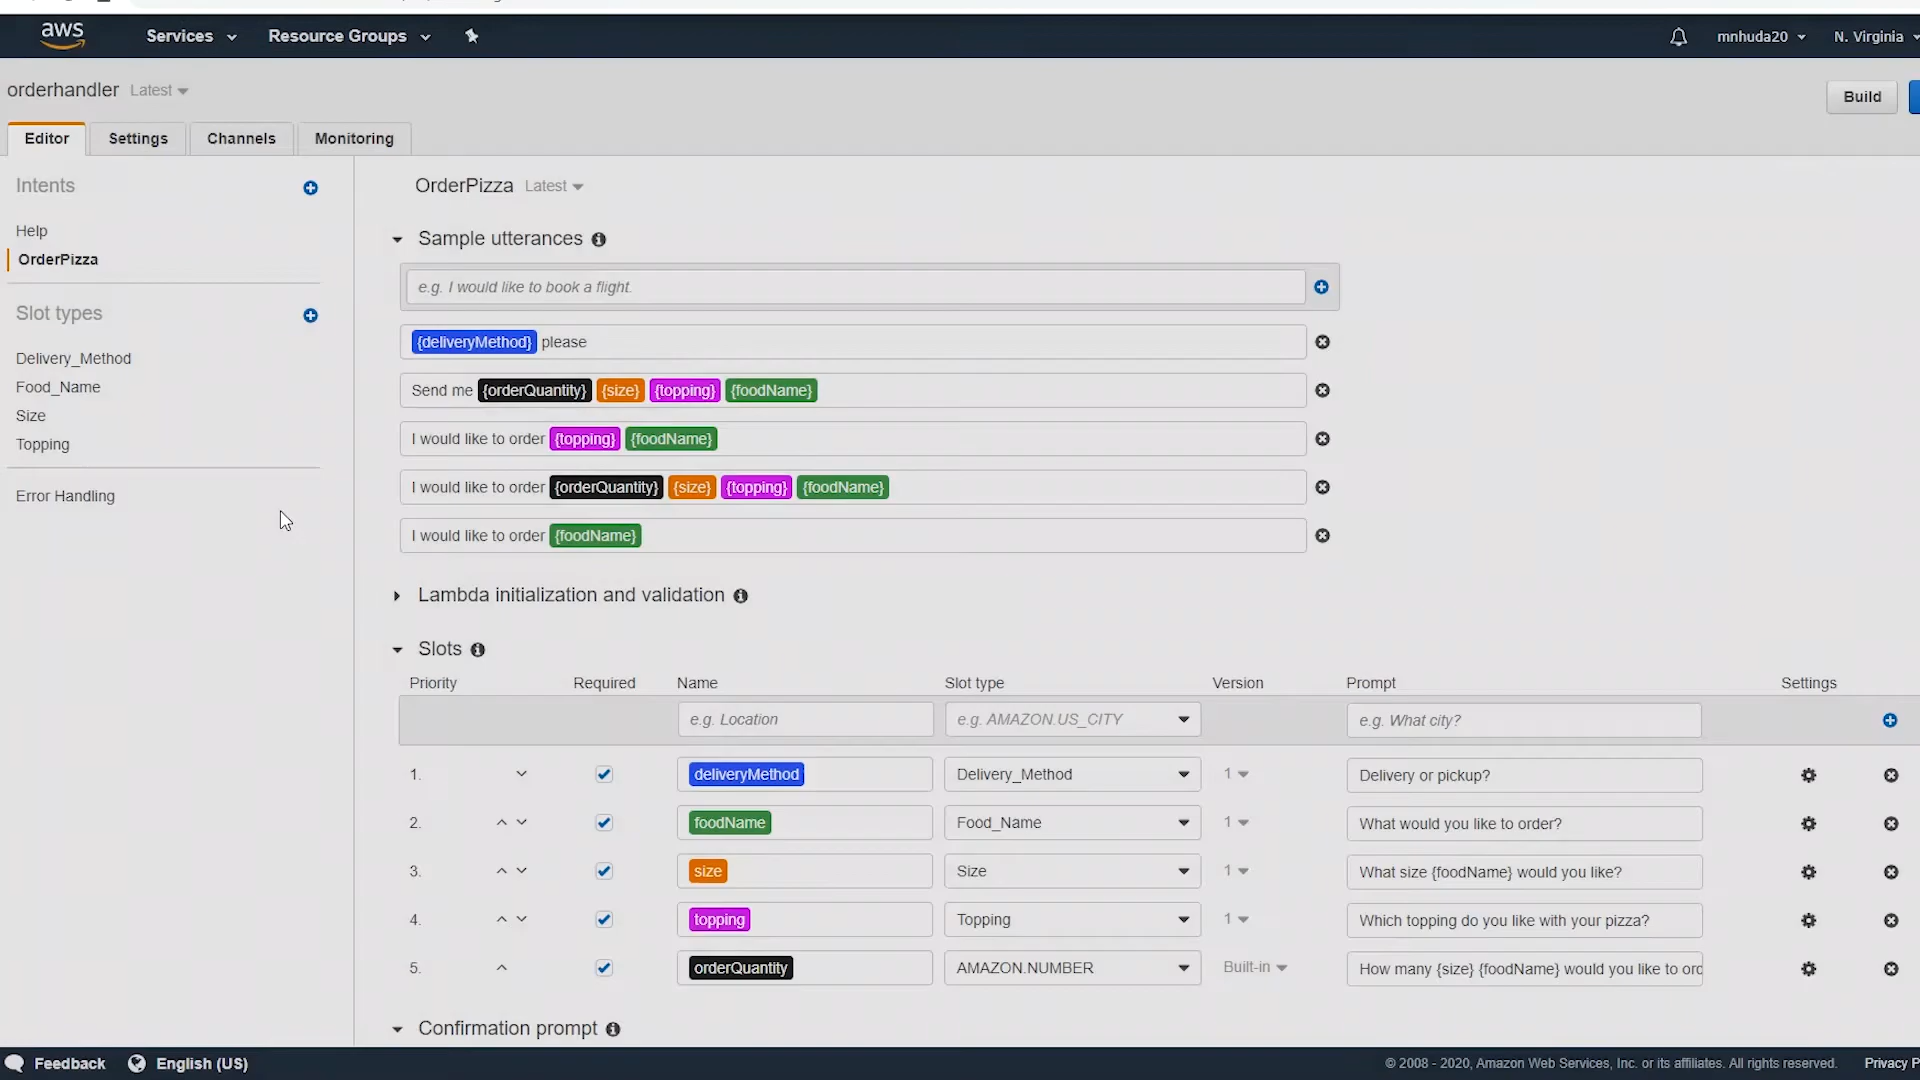 aws Services Resource Groups mnhuda20 N. Virginia
orderhandler Latest Build
Editor Settings Channels Monitoring
Intents
Help
OrderPizza
Slot types
Delivery_Method
Food_Name
Size
Topping
Error Handling
OrderPizza Latest
Sample utterances
e.g. I would like to book a flight.
{deliveryMethod} please
Send me {orderQuantity} {size} {topping} {foodName}
I would like to order {topping} {foodName}
I would like to order {orderQuantity} {size} {topping} {foodName}
I would like to order {foodName}
Lambda initialization and validation
Slots
Priority Required Name Slot type Version Prompt Settings
e.g. Location e.g. AMAZON.US_CITY e.g. What city?
1. deliveryMethod Delivery_Method 1 Delivery or pickup?
2. foodName Food_Name 1 What would you like to order?
3. size Size 1 What size {foodName} would you like?
4. topping Topping 1 Which topping do you like with your pizza?
5. orderQuantity AMAZON.NUMBER Built-in How many {size} {foodName} would you like to ord
Confirmation prompt
Feedback English (US) © 2008 - 2020, Amazon Web Services, Inc. or its affiliates. All rights reserved. Privacy P